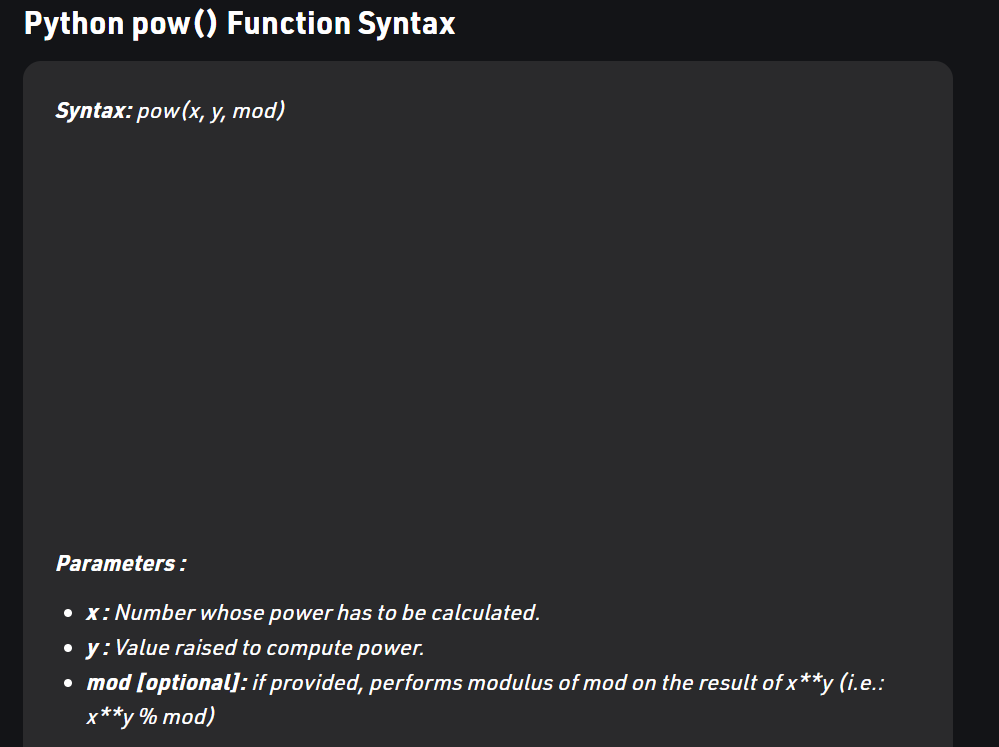 Python pow() Function Syntax
Syntax: pow(x, y, mod)
Parameters :
x : Number whose power has to be calculated.
y : Value raised to compute power.
mod [optional]: if provided, performs modulus of mod on the result of x**y (i.e.:
x**y % mod)